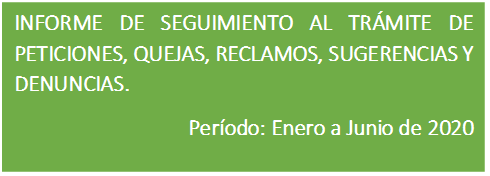 INFORME DE SEGUIMIENTO AL TRÁMITE DE
PETICIONES, QUEJAS, RECLAMOS, SUGERENCIAS Y
DENUNCIAS.
Período: Enero a Junio de 2020